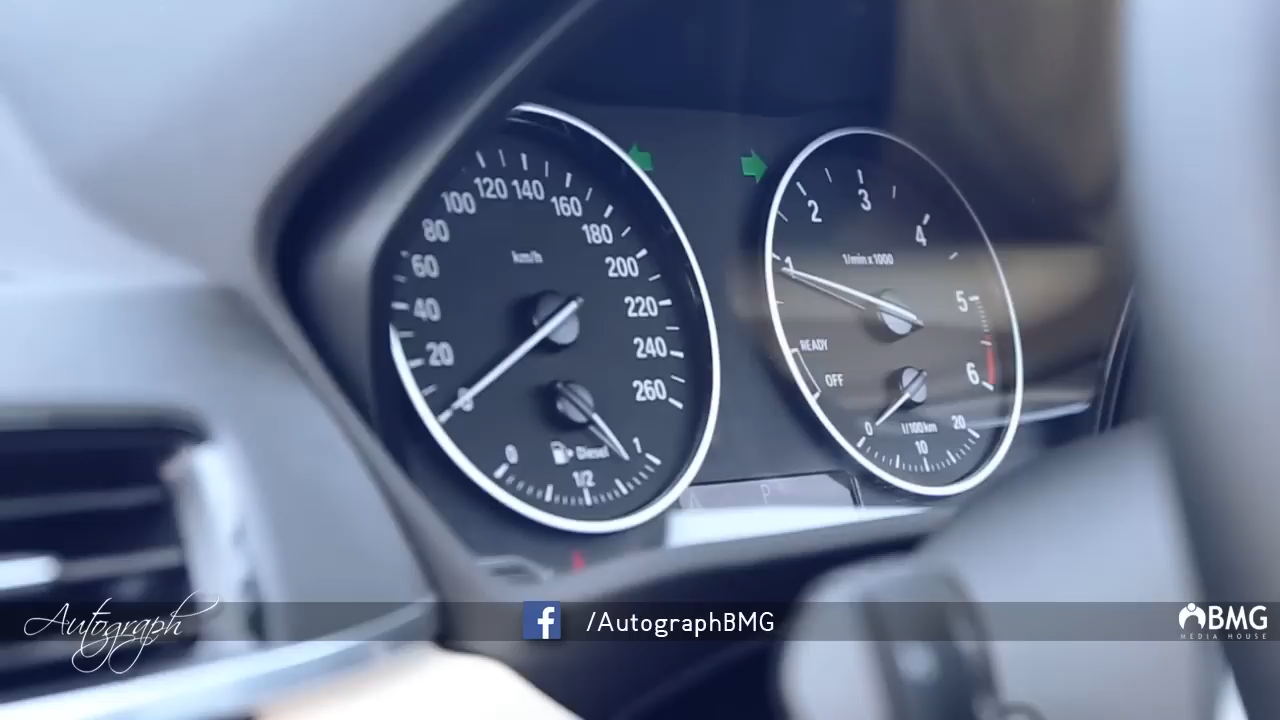 0
20
40
60
80
100
120
140
160
180
200
220
240
260
km/h
0
1/2
1
Diesel
1
2
3
4
5
6
1/min x 1000
READY
OFF
0
10
20
l/100km
P
Autograph
/AutographBMG
BMG
MEDIA HOUSE